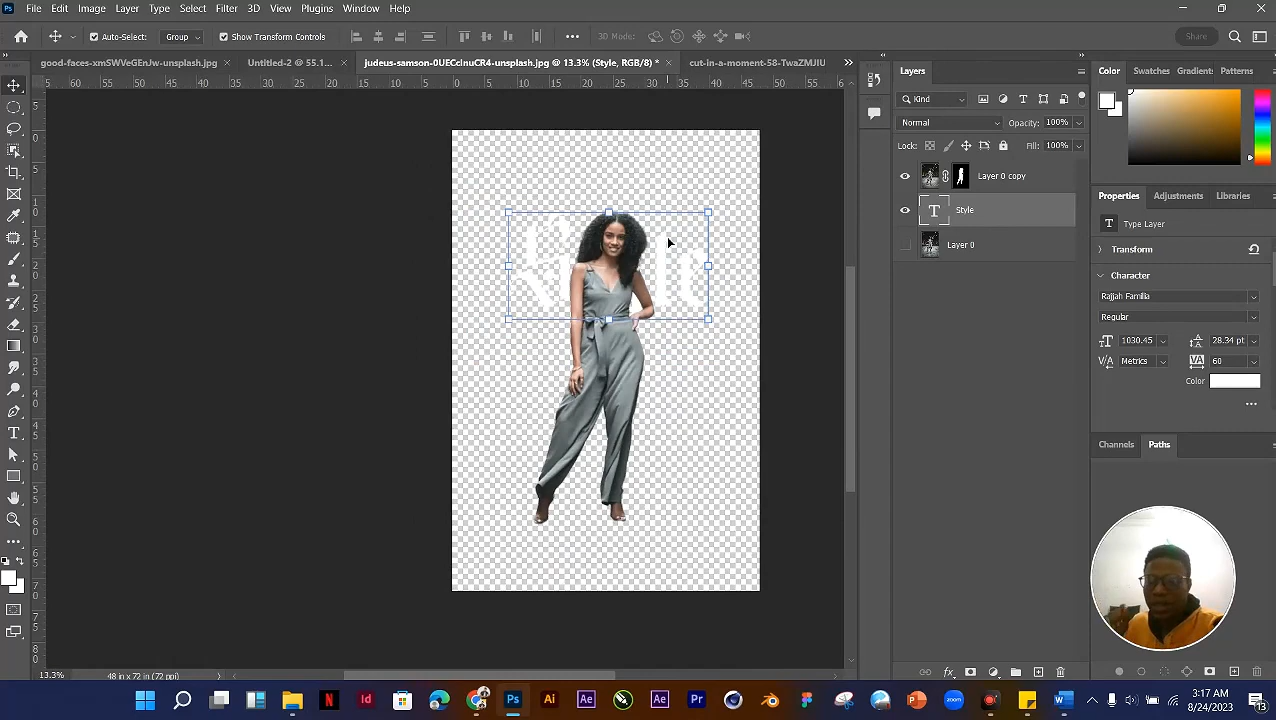 File Edit Image Layer Type Select Filter 3D View Plugins Window Help
Auto-Select: Group Show Transform Controls 3D Mode: Share
good-faces-xmSWVeGEnJw-unsplash.jpg × Untitled-2 @ 55.1... × judeus-samson-0UECcInuCR4-unsplash.jpg @ 13.3% (Style, RGB/8) * × cut-in-a-moment-58-TwaZMJIU
Layers
Kind
Normal Opacity: 100%
Lock: Fill: 100%
Layer 0 copy
Style
Layer 0
Color Swatches Gradient Patterns
Properties Adjustments Libraries
Type Layer
Transform
Character
Rajjah Familia
Regular
1030.45 28.34 pt
Metrics 60
Color
Channels Paths
13.3% 48 in x 72 in (72 ppi)
3:17 AM
8/24/2023